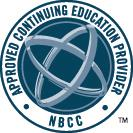 APPROVED CONTINUING EDUCATION PROVIDER
• NBCC •
TM